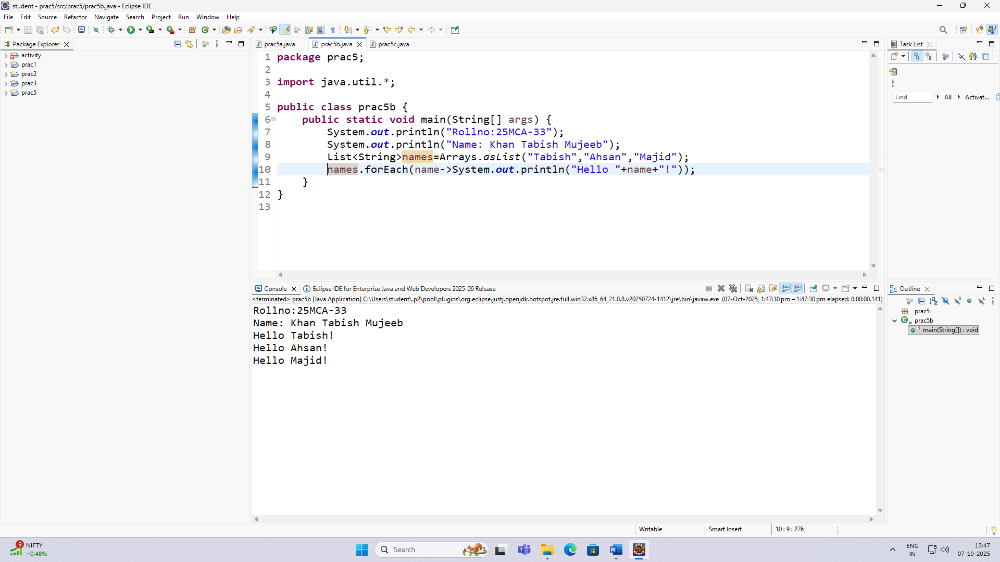 student - prac5/src/prac5/prac5b.java - Eclipse IDE
File Edit Source Refactor Navigate Search Project Run Window Help
Package Explorer
activity
prac1
prac2
prac3
prac5
prac5a.java prac5b.java prac5c.java
1 package prac5;
2
3 import java.util.*;
4
5 public class prac5b {
6 public static void main(String[] args) {
7 System.out.println("Rollno:25MCA-33");
8 System.out.println("Name: Khan Tabish Mujeeb");
9 List<String>names=Arrays.asList("Tabish","Ahsan","Majid");
10 names.forEach(name->System.out.println("Hello "+name+"!"));
11 }
12 }
13
Task List
Find All Activat...
Console Eclipse IDE for Enterprise Java and Web Developers 2025-09 Release
<terminated> prac5b [Java Application] C:\Users\student\.p2\pool\plugins\org.eclipse.justj.openjdk.hotspot.jre.full.win32.x86_64_21.0.8.v20250724-1412\jre\bin\javaw.exe (07-Oct-2025, 1:47:30 pm – 1:47:30 pm elapsed: 0:00:00.141)
Rollno:25MCA-33
Name: Khan Tabish Mujeeb
Hello Tabish!
Hello Ahsan!
Hello Majid!
Outline
prac5
prac5b
main(String[]) : void
Writable Smart Insert 10 : 9 : 276
9 NIFTY
+0.48%
Search
ENG
IN
13:47
07-10-2025